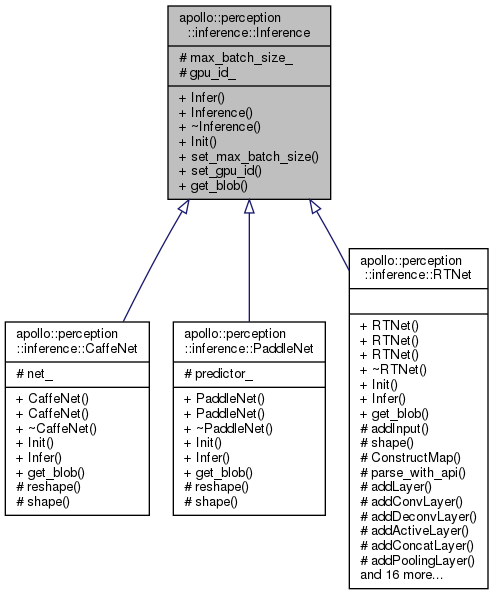 apollo::perception
::inference::Inference
# max_batch_size_
# gpu_id_
+ Infer()
+ Inference()
+ ~Inference()
+ Init()
+ set_max_batch_size()
+ set_gpu_id()
+ get_blob()
apollo::perception
::inference::CaffeNet
# net_
+ CaffeNet()
+ CaffeNet()
+ ~CaffeNet()
+ Init()
+ Infer()
+ get_blob()
# reshape()
# shape()
apollo::perception
::inference::PaddleNet
# predictor_
+ PaddleNet()
+ PaddleNet()
+ ~PaddleNet()
+ Init()
+ Infer()
+ get_blob()
# reshape()
# shape()
apollo::perception
::inference::RTNet
+ RTNet()
+ RTNet()
+ RTNet()
+ ~RTNet()
+ Init()
+ Infer()
+ get_blob()
# addInput()
# shape()
# ConstructMap()
# parse_with_api()
# addLayer()
# addConvLayer()
# addDeconvLayer()
# addActiveLayer()
# addConcatLayer()
# addPoolingLayer()
and 16 more...